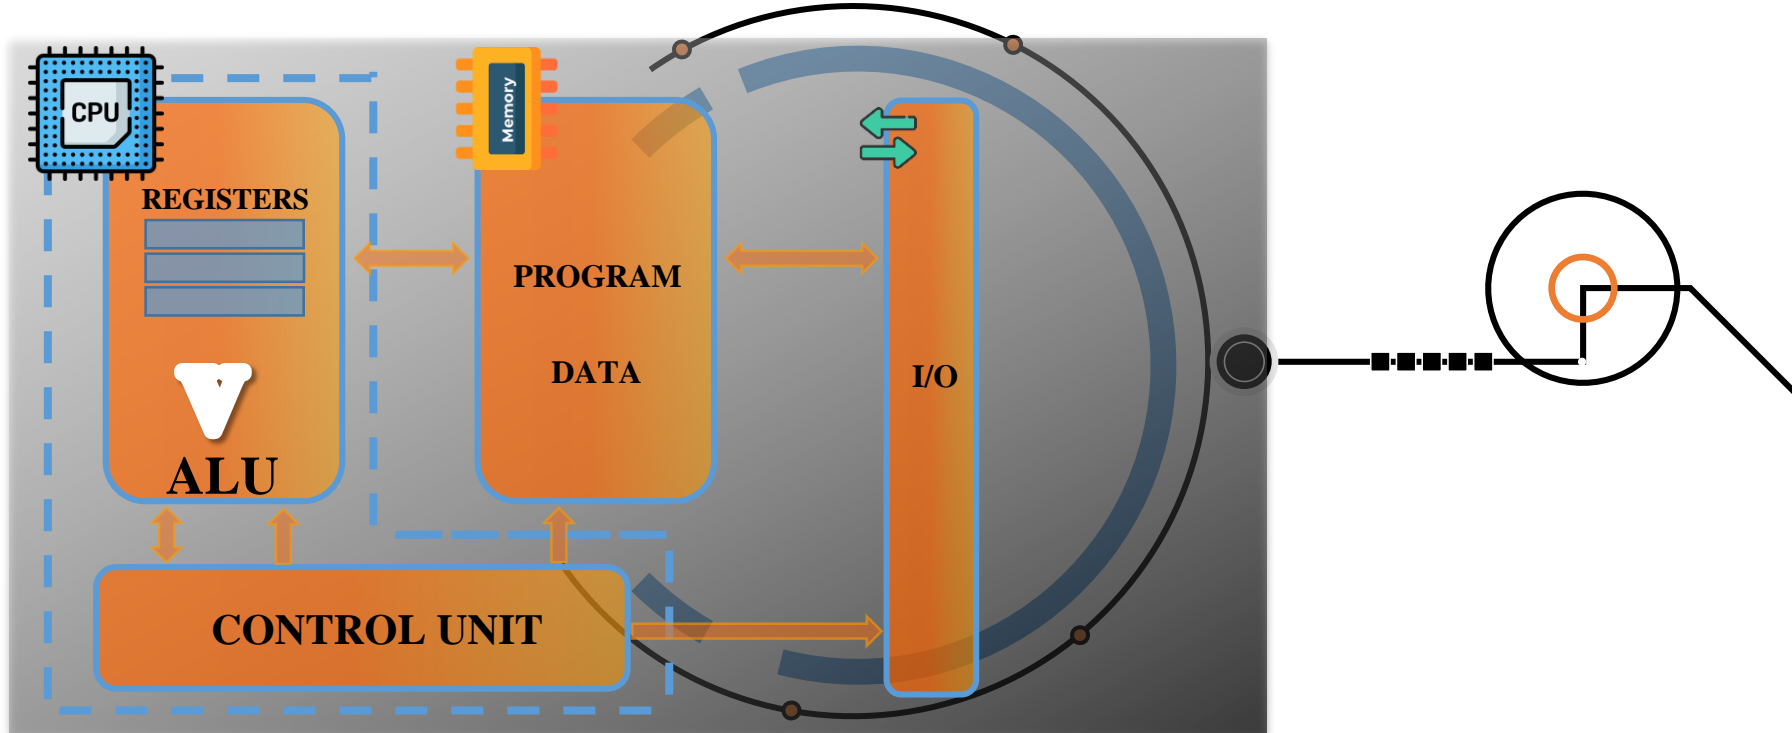 CPU
REGISTERS
ALU
Memory
PROGRAM
DATA
I/O
CONTROL UNIT